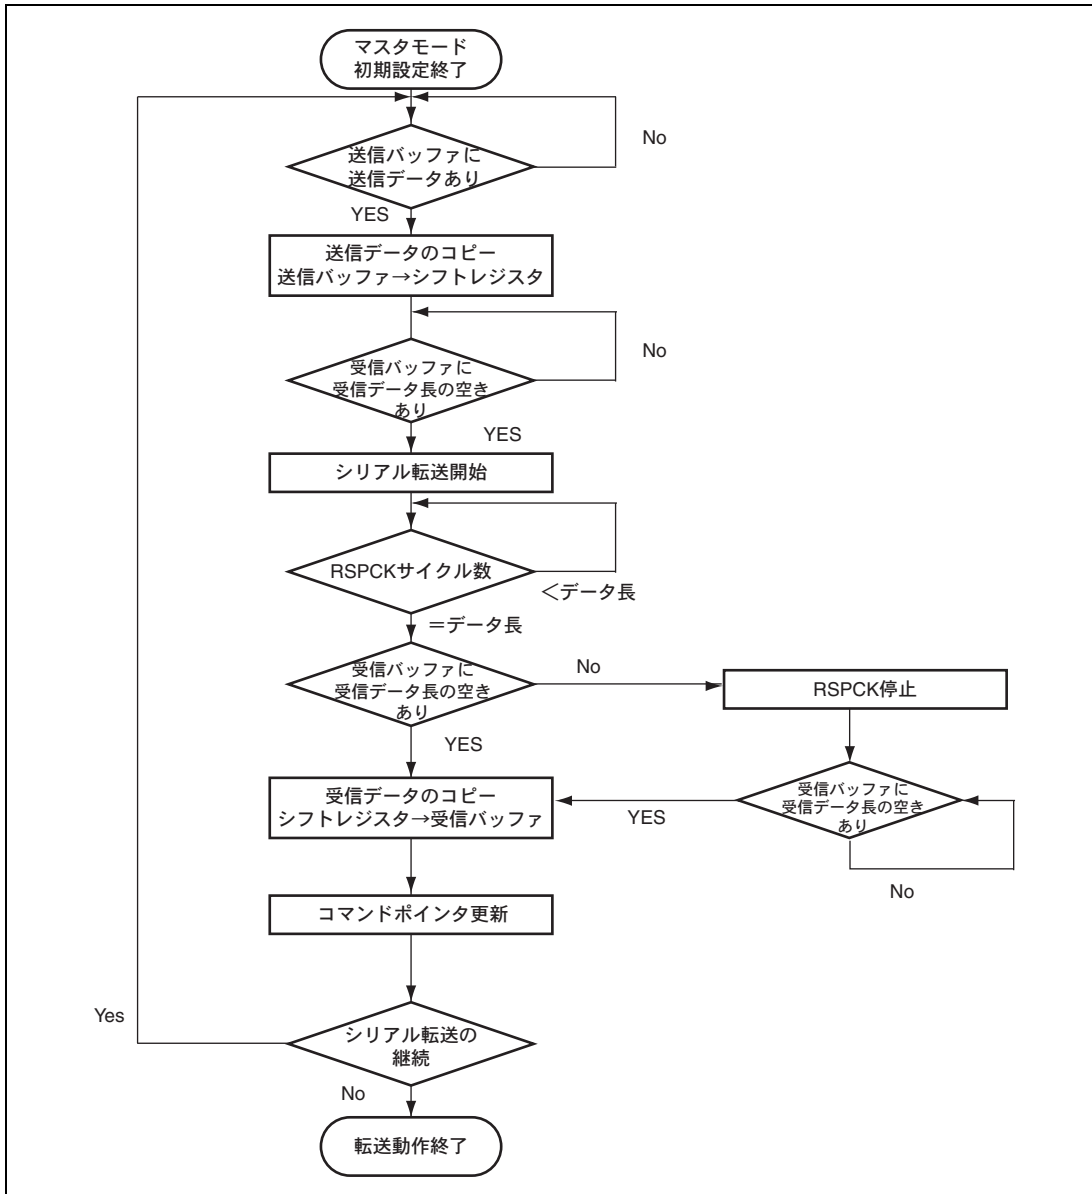 マスタモード
初期設定終了
No
送信バッファに
送信データあり
YES
送信データのコピー
送信バッファ→シフトレジスタ
No
受信バッファに
受信データ長の空き
あり
YES
シリアル転送開始
RSPCKサイクル数
＜データ長
＝データ長
受信バッファに
受信データ長の空き
あり
No
RSPCK停止
YES
受信データのコピー
シフトレジスタ→受信バッファ
YES
受信バッファに
受信データ長の空き
あり
No
コマンドポインタ更新
Yes
シリアル転送の
継続
No
転送動作終了